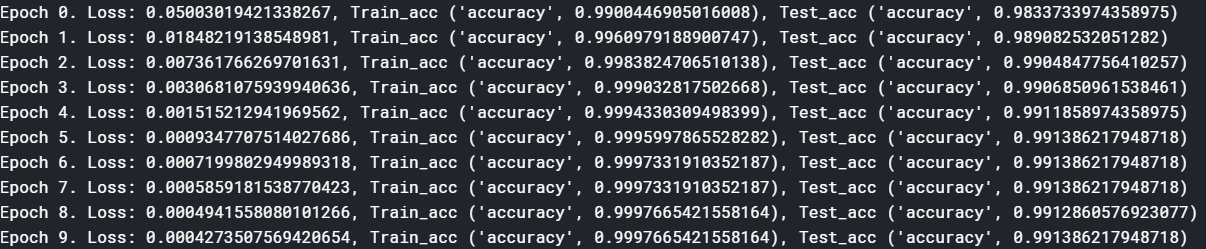 Epoch 0. Loss: 0.05003019421338267, Train_acc ('accuracy', 0.9900446905016008), Test_acc ('accuracy', 0.9833733974358975)
Epoch 1. Loss: 0.01848219138548981, Train_acc ('accuracy', 0.9960979188900747), Test_acc ('accuracy', 0.989082532051282)
Epoch 2. Loss: 0.007361766269701631, Train_acc ('accuracy', 0.9983824706510138), Test_acc ('accuracy', 0.9904847756410257)
Epoch 3. Loss: 0.0030681075939940636, Train_acc ('accuracy', 0.999032817502668), Test_acc ('accuracy', 0.9906850961538461)
Epoch 4. Loss: 0.001515212941969562, Train_acc ('accuracy', 0.9994330309498399), Test_acc ('accuracy', 0.9911858974358975)
Epoch 5. Loss: 0.0009347707514027686, Train_acc ('accuracy', 0.9995997865528282), Test_acc ('accuracy', 0.991386217948718)
Epoch 6. Loss: 0.0007199802949989318, Train_acc ('accuracy', 0.9997331910352187), Test_acc ('accuracy', 0.991386217948718)
Epoch 7. Loss: 0.0005859181538770423, Train_acc ('accuracy', 0.9997331910352187), Test_acc ('accuracy', 0.991386217948718)
Epoch 8. Loss: 0.0004941558080101266, Train_acc ('accuracy', 0.9997665421558164), Test_acc ('accuracy', 0.9912860576923077)
Epoch 9. Loss: 0.0004273507569420654, Train_acc ('accuracy', 0.9997665421558164), Test_acc ('accuracy', 0.991386217948718)